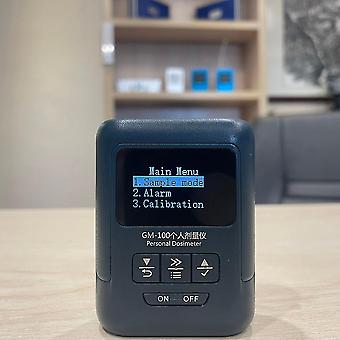 Main Menu
1.Sample mode
2.Alarm
3.Calibration
GM-100个人剂量仪
Personal Dosimeter
ON — OFF